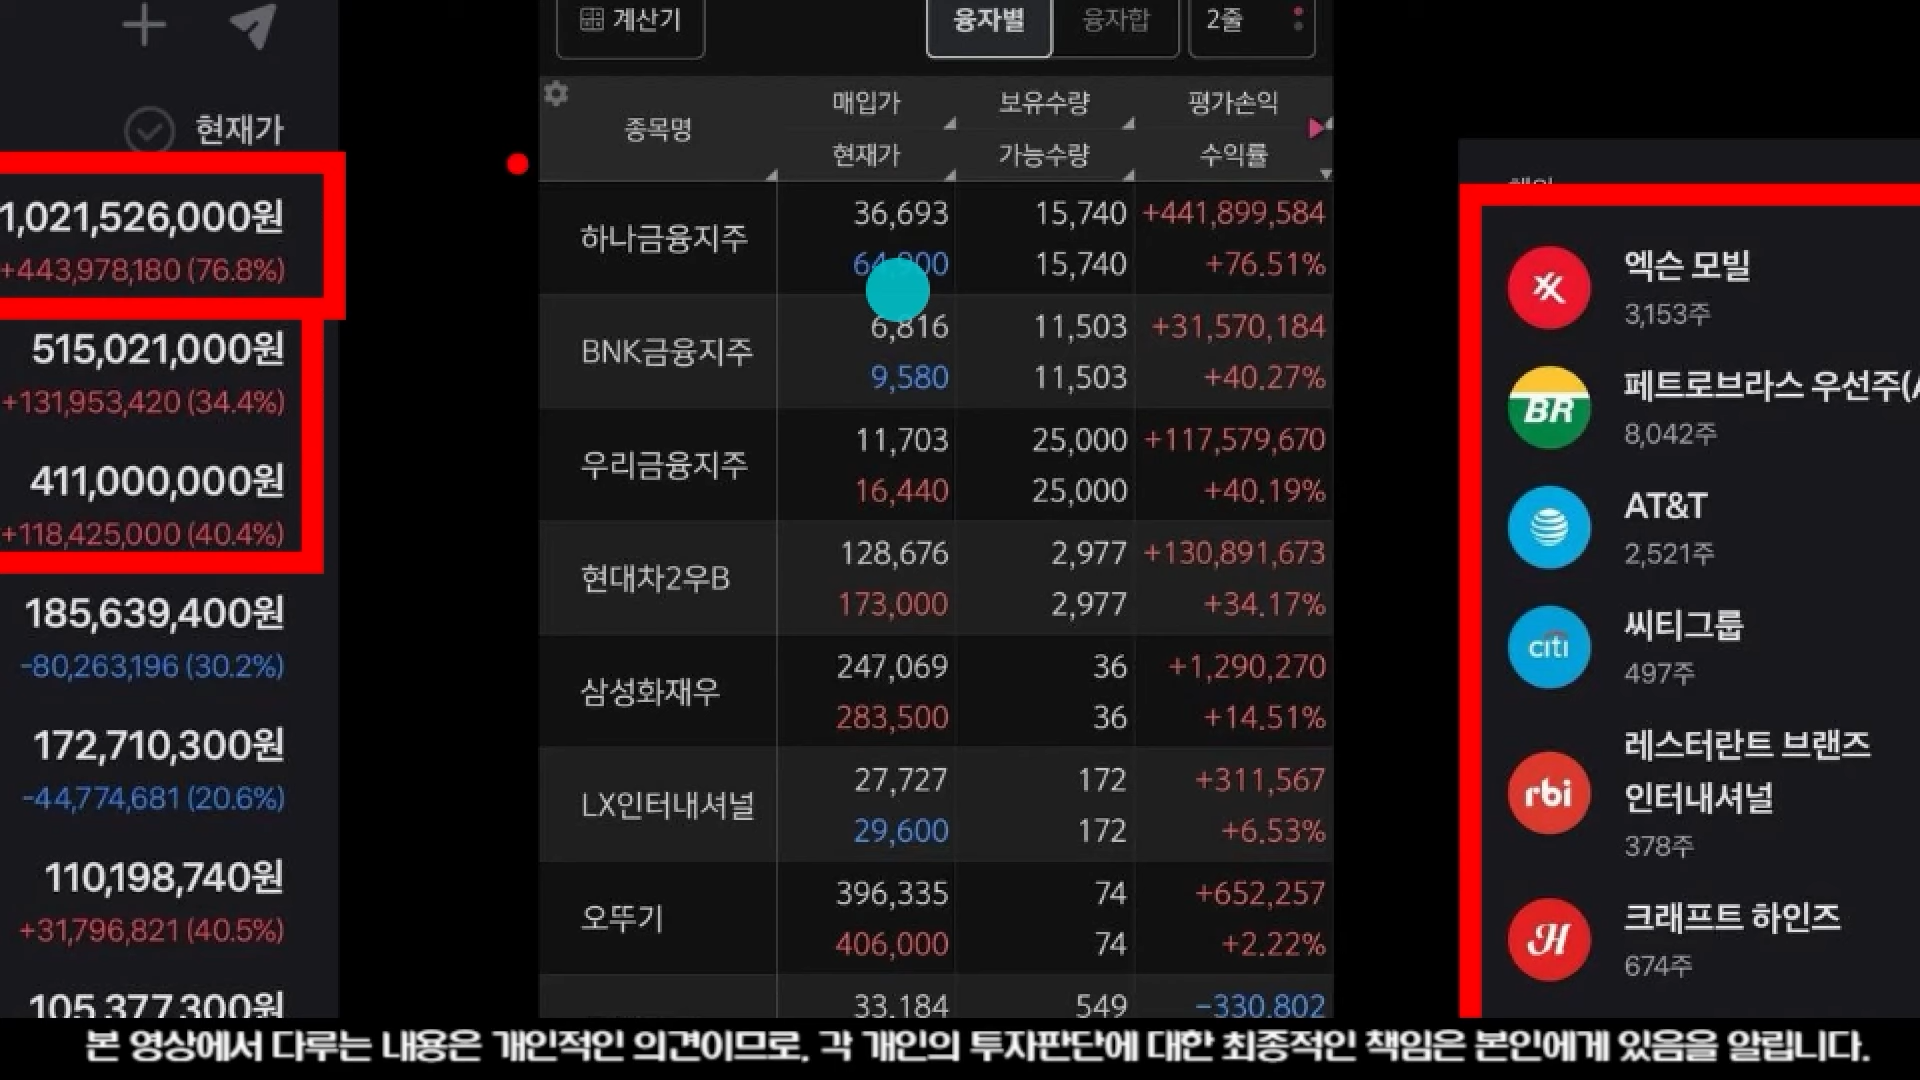 현재가
1,021,526,000원
+443,978,180 (76.8%)
515,021,000원
+131,953,420 (34.4%)
411,000,000원
+118,425,000 (40.4%)
185,639,400원
-80,263,196 (30.2%)
172,710,300원
-44,774,681 (20.6%)
110,198,740원
+31,796,821 (40.5%)
105,377,300원
계산기 융자별 융자합 2줄
종목명 매입가 보유수량 평가손익
현재가 가능수량 수익률
하나금융지주 36,693 15,740 +441,899,584
15,740 +76.51%
BNK금융지주 6,816 11,503 +31,570,184
9,580 11,503 +40.27%
우리금융지주 11,703 25,000 +117,579,670
16,440 25,000 +40.19%
현대차2우B 128,676 2,977 +130,891,673
173,000 2,977 +34.17%
삼성화재우 247,069 36 +1,290,270
283,500 36 +14.51%
LX인터내셔널 27,727 172 +311,567
29,600 172 +6.53%
오뚜기 396,335 74 +652,257
406,000 74 +2.22%
33,184 549 -330,802
엑슨 모빌
3,153주
BR
페트로브라스 우선주(A
8,042주
AT&T
2,521주
citi
씨티그룹
497주
rbi
레스터란트 브랜즈
인터내셔널
378주
H
크래프트 하인즈
674주
본 영상에서 다루는 내용은 개인적인 의견이므로, 각 개인의 투자판단에 대한 최종적인 책임은 본인에게 있음을 알립니다.